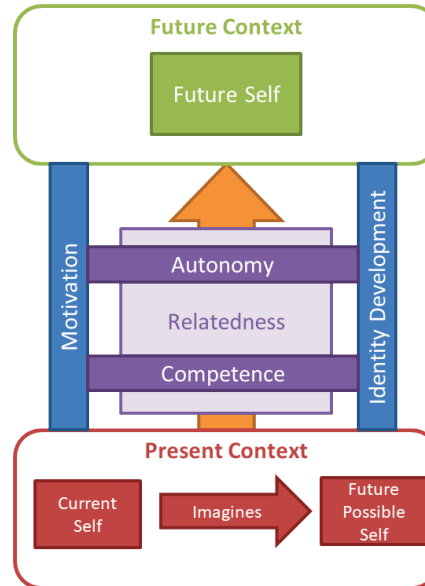 Future Context
Future Self
Motivation
Identity Development
Autonomy
Relatedness
Competence
Present Context
Current
Self
Imagines
Future
Possible
Self